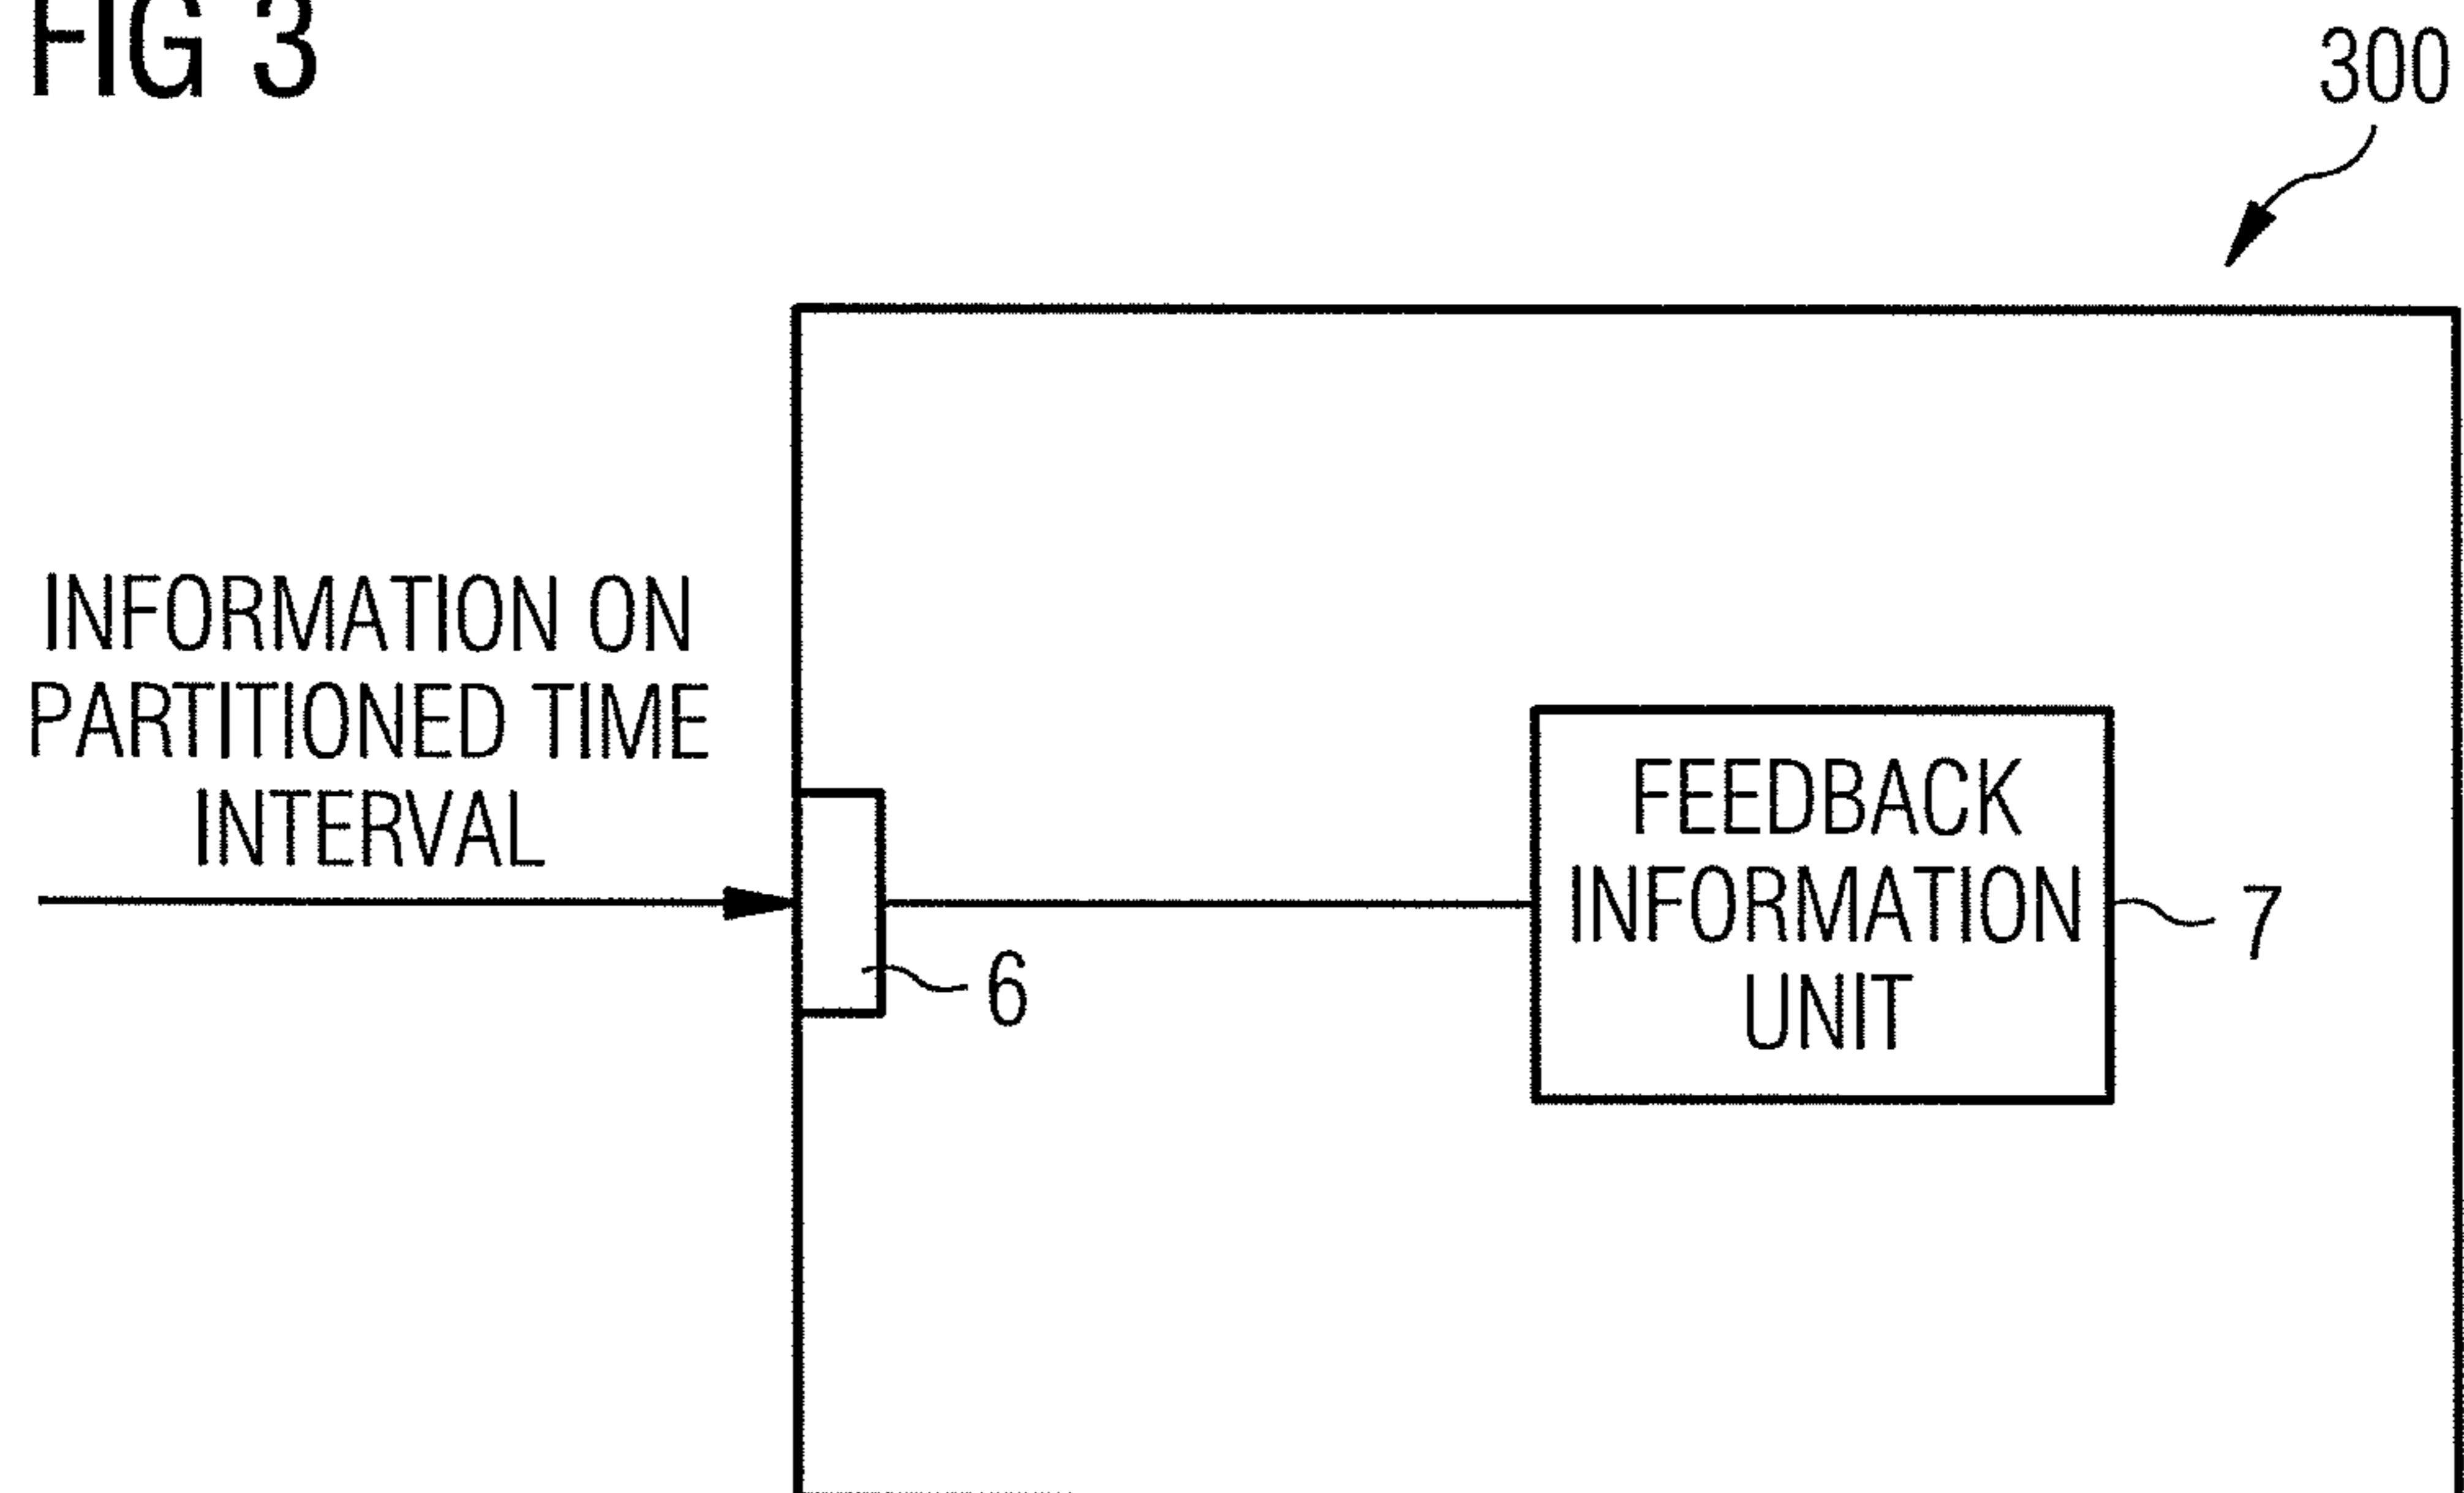 FIG 3
300
INFORMATION ON
PARTITIONED TIME
INTERVAL
FEEDBACK
INFORMATION
UNIT
7
6